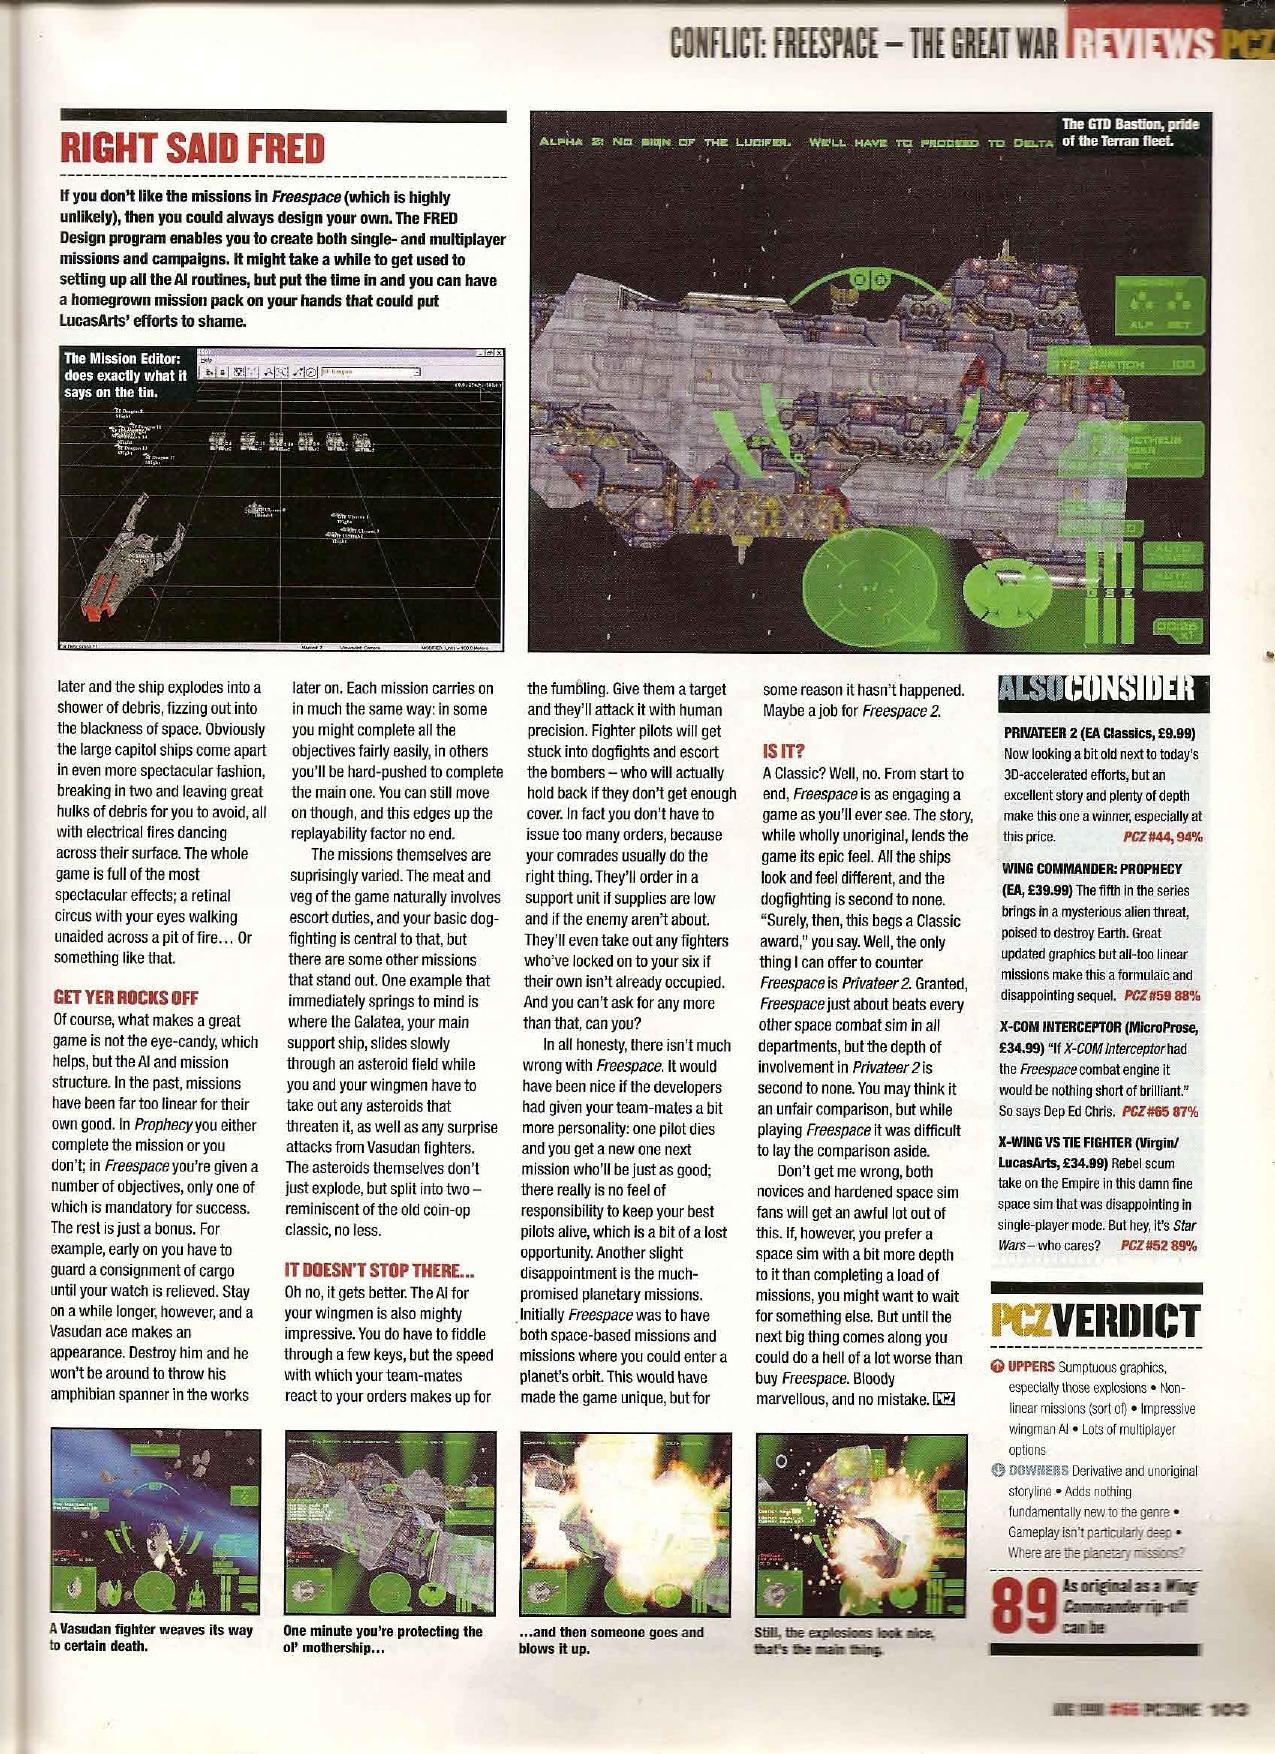 CONFLICT: FREESPACE – THE GREAT WAR REVIEWS PCZ
RIGHT SAID FRED
If you don't like the missions in Freespace (which is highly
unlikely), then you could always design your own. The FRED
Design program enables you to create both single- and multiplayer
missions and campaigns. It might take a while to get used to
setting up all the AI routines, but put the time in and you can have
a homegrown mission pack on your hands that could put
LucasArts' efforts to shame.
The Mission Editor:
does exactly what it
says on the tin.
The GTD Bastion, pride
of the Terran fleet.
ALPHA 2: NO SIGN OF THE LUCIFER. WE'LL HAVE TO PROCEED TO DELTA
later and the ship explodes into a
shower of debris, fizzing out into
the blackness of space. Obviously
the large capitol ships come apart
in even more spectacular fashion,
breaking in two and leaving great
hulks of debris for you to avoid, all
with electrical fires dancing
across their surface. The whole
game is full of the most
spectacular effects; a retinal
circus with your eyes walking
unaided across a pit of fire... Or
something like that.
GET YER ROCKS OFF
Of course, what makes a great
game is not the eye-candy, which
helps, but the AI and mission
structure. In the past, missions
have been far too linear for their
own good. In Prophecy you either
complete the mission or you
don't; in Freespace you're given a
number of objectives, only one of
which is mandatory for success.
The rest is just a bonus. For
example, early on you have to
guard a consignment of cargo
until your watch is relieved. Stay
on a while longer, however, and a
Vasudan ace makes an
appearance. Destroy him and he
won't be around to throw his
amphibian spanner in the works
later on. Each mission carries on
in much the same way: in some
you might complete all the
objectives fairly easily, in others
you'll be hard-pushed to complete
the main one. You can still move
on though, and this edges up the
replayability factor no end.
The missions themselves are
suprisingly varied. The meat and
veg of the game naturally involves
escort duties, and your basic dog-
fighting is central to that, but
there are some other missions
that stand out. One example that
immediately springs to mind is
where the Galatea, your main
support ship, slides slowly
through an asteroid field while
you and your wingmen have to
take out any asteroids that
threaten it, as well as any surprise
attacks from Vasudan fighters.
The asteroids themselves don't
just explode, but split into two –
reminiscent of the old coin-op
classic, no less.
IT DOESN'T STOP THERE...
Oh no, it gets better. The AI for
your wingmen is also mighty
impressive. You do have to fiddle
through a few keys, but the speed
with which your team-mates
react to your orders makes up for
the fumbling. Give them a target
and they'll attack it with human
precision. Fighter pilots will get
stuck into dogfights and escort
the bombers – who will actually
hold back if they don't get enough
cover. In fact you don't have to
issue too many orders, because
your comrades usually do the
right thing. They'll order in a
support unit if supplies are low
and if the enemy aren't about.
They'll even take out any fighters
who've locked on to your six if
their own isn't already occupied.
And you can't ask for any more
than that, can you?
In all honesty, there isn't much
wrong with Freespace. It would
have been nice if the developers
had given your team-mates a bit
more personality: one pilot dies
and you get a new one next
mission who'll be just as good;
there really is no feel of
responsibility to keep your best
pilots alive, which is a bit of a lost
opportunity. Another slight
disappointment is the much-
promised planetary missions.
Initially Freespace was to have
both space-based missions and
missions where you could enter a
planet's orbit. This would have
made the game unique, but for
some reason it hasn't happened.
Maybe a job for Freespace 2.
IS IT?
A Classic? Well, no. From start to
end, Freespace is as engaging a
game as you'll ever see. The story,
while wholly unoriginal, lends the
game its epic feel. All the ships
look and feel different, and the
dogfighting is second to none.
"Surely, then, this begs a Classic
award," you say. Well, the only
thing I can offer to counter
Freespace is Privateer 2. Granted,
Freespace just about beats every
other space combat sim in all
departments, but the depth of
involvement in Privateer 2 is
second to none. You may think it
an unfair comparison, but while
playing Freespace it was difficult
to lay the comparison aside.
Don't get me wrong, both
novices and hardened space sim
fans will get an awful lot out of
this. If, however, you prefer a
space sim with a bit more depth
to it than completing a load of
missions, you might want to wait
for something else. But until the
next big thing comes along you
could do a hell of a lot worse than
buy Freespace. Bloody
marvellous, and no mistake. PCZ
ALSO CONSIDER
PRIVATEER 2 (EA Classics, £9.99)
Now looking a bit old next to today's
3D-accelerated efforts, but an
excellent story and plenty of depth
make this one a winner, especially at
this price. PCZ #44, 94%
WING COMMANDER: PROPHECY
(EA, £39.99) The fifth in the series
brings in a mysterious alien threat,
poised to destroy Earth. Great
updated graphics but all-too linear
missions make this a formulaic and
disappointing sequel. PCZ #59 88%
X-COM INTERCEPTOR (MicroProse,
£34.99) "If X-COM Interceptor had
the Freespace combat engine it
would be nothing short of brilliant."
So says Dep Ed Chris. PCZ #65 87%
X-WING VS TIE FIGHTER (Virgin/
LucasArts, £34.99) Rebel scum
take on the Empire in this damn fine
space sim that was disappointing in
single-player mode. But hey, it's Star
Wars – who cares? PCZ #52 89%
PCZ VERDICT
UPPERS Sumptuous graphics,
especially those explosions • Non-
linear missions (sort of) • Impressive
wingman AI • Lots of multiplayer
options
DOWNERS Derivative and unoriginal
storyline • Adds nothing
fundamentally new to the genre •
Gameplay isn't particularly deep •
Where are the planetary missions?
89 As original as a Wing
Commander rip-off
can be
A Vasudan fighter weaves its way
to certain death.
One minute you're protecting the
ol' mothership...
...and then someone goes and
blows it up.
Still, the explosions look nice,
that's the main thing.
PC ZONE 103